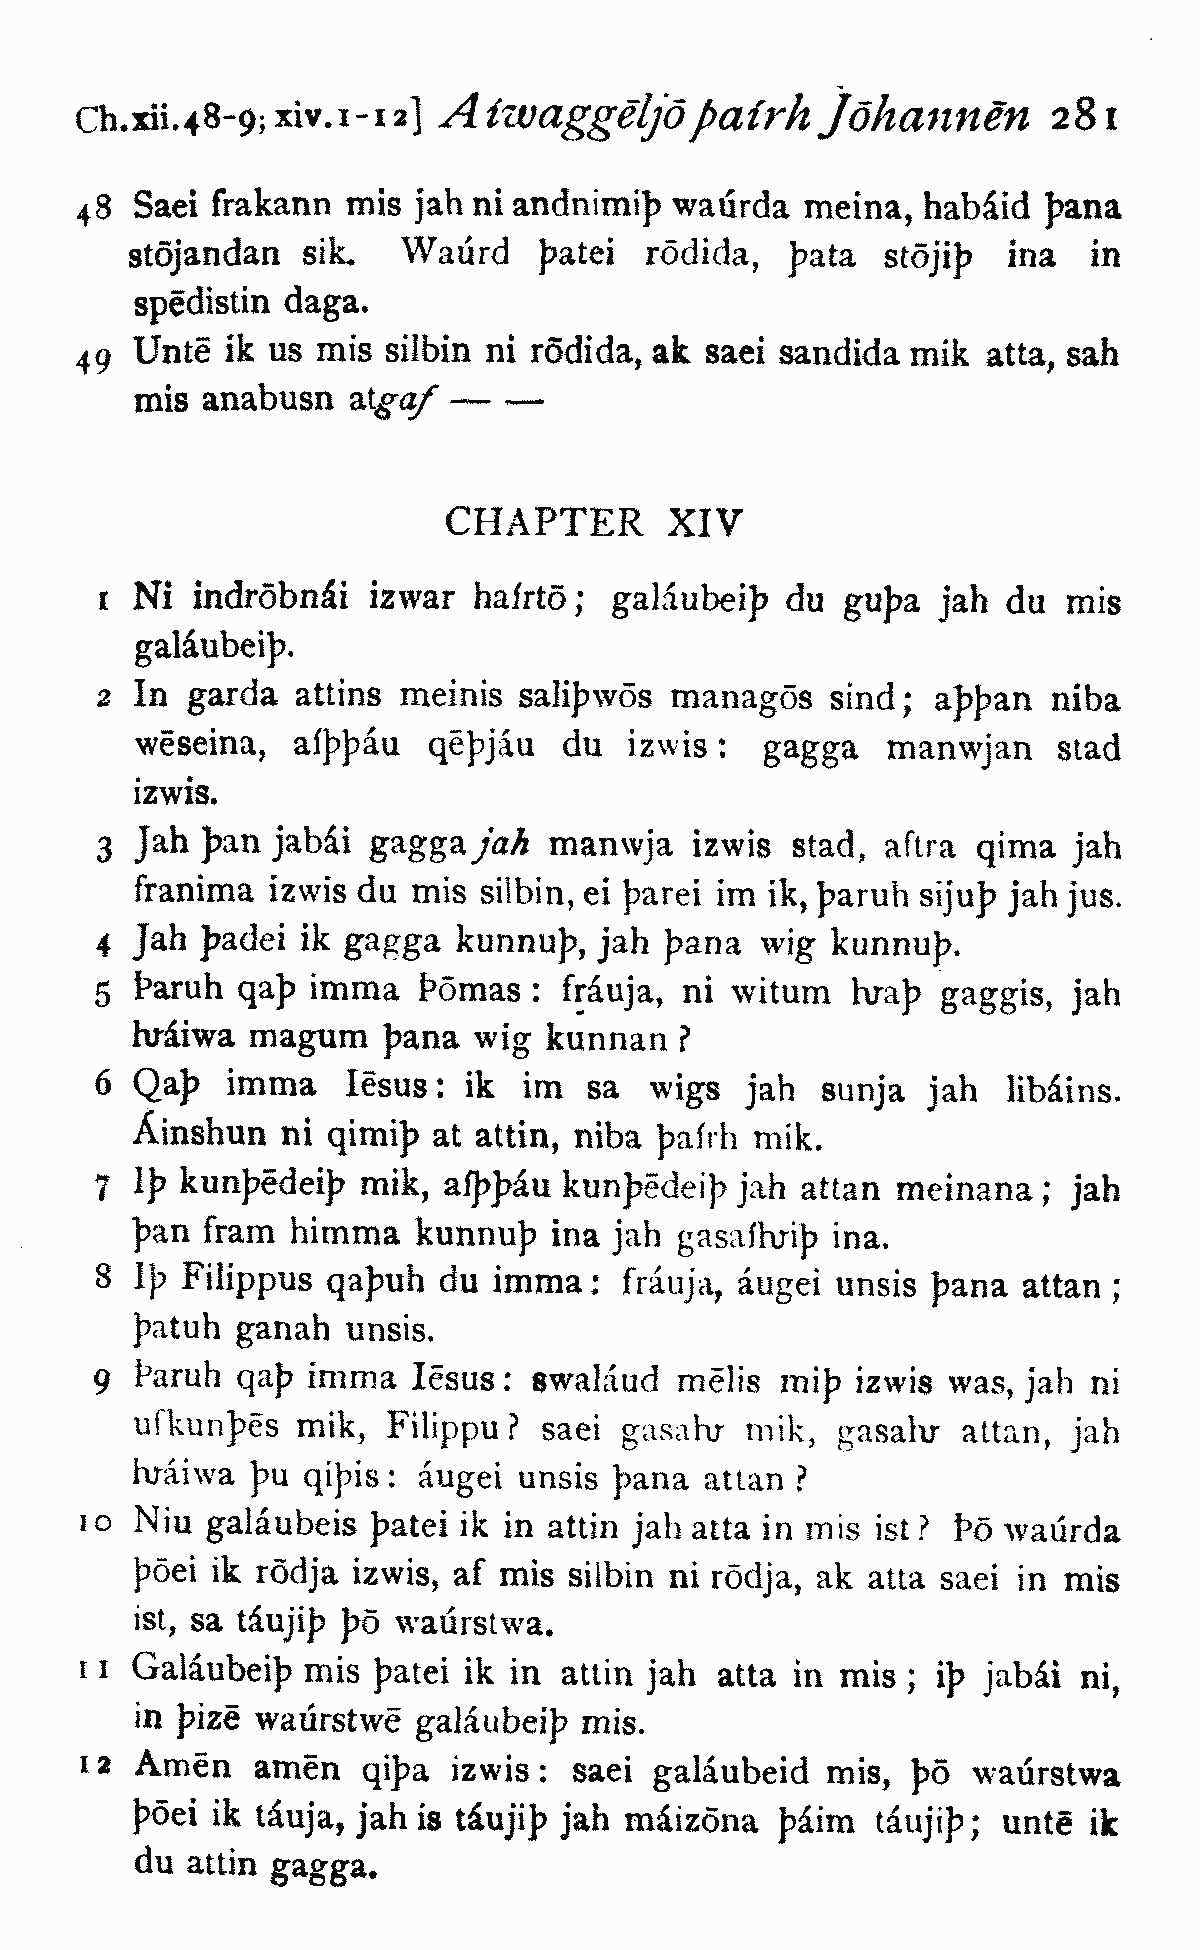 Ch.xii.48-9; xiv.1-12] Aíwaggēljō þaírh Jōhannēn 281
48 Saei frakann mis jah ni andnimiþ waúrda meina, habáid þana
stōjandan sik. Waúrd þatei rōdida, þata stōjiþ ina in
spēdistin daga.
49 Untē ik us mis silbin ni rōdida, ak saei sandida mik atta, sah
mis anabusn atgaf — —
CHAPTER XIV
1 Ni indrōbnái izwar haírtō; galáubeiþ du guþa jah du mis
galáubeiþ.
2 In garda attins meinis saliþwōs managōs sind; aþþan niba
wēseina, aíþþáu qēþjáu du izwis: gagga manwjan stad
izwis.
3 Jah þan jabái gagga jah manwja izwis stad, aftra qima jah
franima izwis du mis silbin, ei þarei im ik, þaruh sijuþ jah jus.
4 Jah þadei ik gagga kunnuþ, jah þana wig kunnuþ.
5 Þaruh qaþ imma Þōmas: fráuja, ni witum ƕaþ gaggis, jah
ƕáiwa magum þana wig kunnan?
6 Qaþ imma Iēsus: ik im sa wigs jah sunja jah libáins.
Áinshun ni qimiþ at attin, niba þaírh mik.
7 Iþ kunþēdeiþ mik, aíþþáu kunþēdeiþ jah attan meinana; jah
þan fram himma kunnuþ ina jah gasaíƕiþ ina.
8 Iþ Filippus qaþuh du imma: fráuja, áugei unsis þana attan;
þatuh ganah unsis.
9 Þaruh qaþ imma Iēsus: swaláud mēlis miþ izwis was, jah ni
ufkunþēs mik, Filippu? saei gasaƕ mik, gasaƕ attan, jah
ƕáiwa þu qiþis: áugei unsis þana attan?
10 Niu galáubeis þatei ik in attin jah atta in mis ist? Þō waúrda
þōei ik rōdja izwis, af mis silbin ni rōdja, ak atta saei in mis
ist, sa táujiþ þō waúrstwa.
11 Galáubeiþ mis þatei ik in attin jah atta in mis; iþ jabái ni,
in þizē waúrstwē galáubeiþ mis.
12 Amēn amēn qiþa izwis: saei galáubeid mis, þō waúrstwa
þōei ik táuja, jah is táujiþ jah máizōna þáim táujiþ; untē ik
du attin gagga.